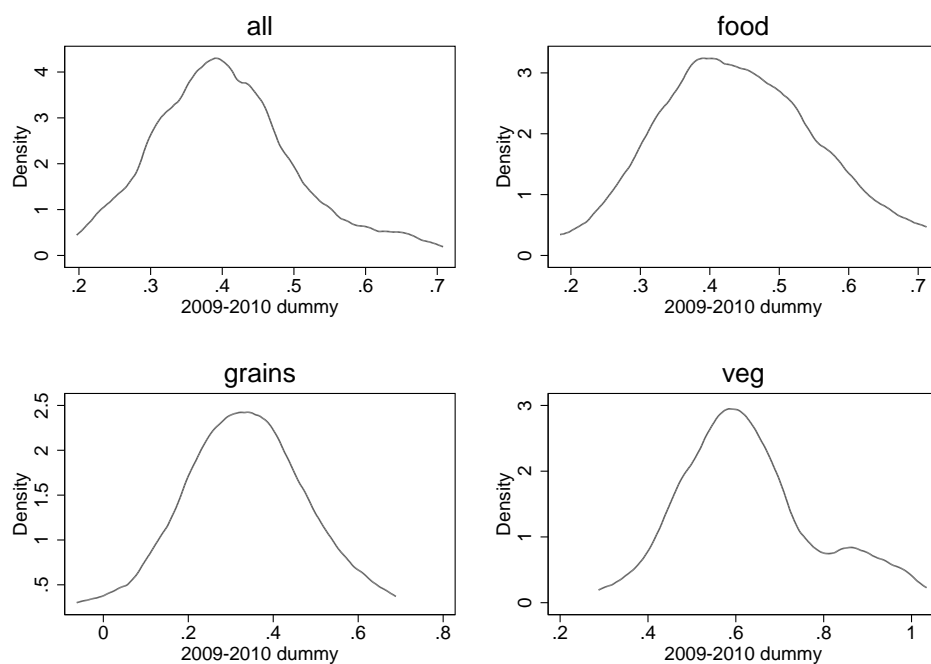 all
Density
0 1 2 3 4
.2 .3 .4 .5 .6 .7
2009-2010 dummy
food
Density
0 1 2 3
.2 .3 .4 .5 .6 .7
2009-2010 dummy
grains
Density
.5 1 1.5 2 2.5
0 .2 .4 .6 .8
2009-2010 dummy
veg
Density
0 1 2 3
.2 .4 .6 .8 1
2009-2010 dummy